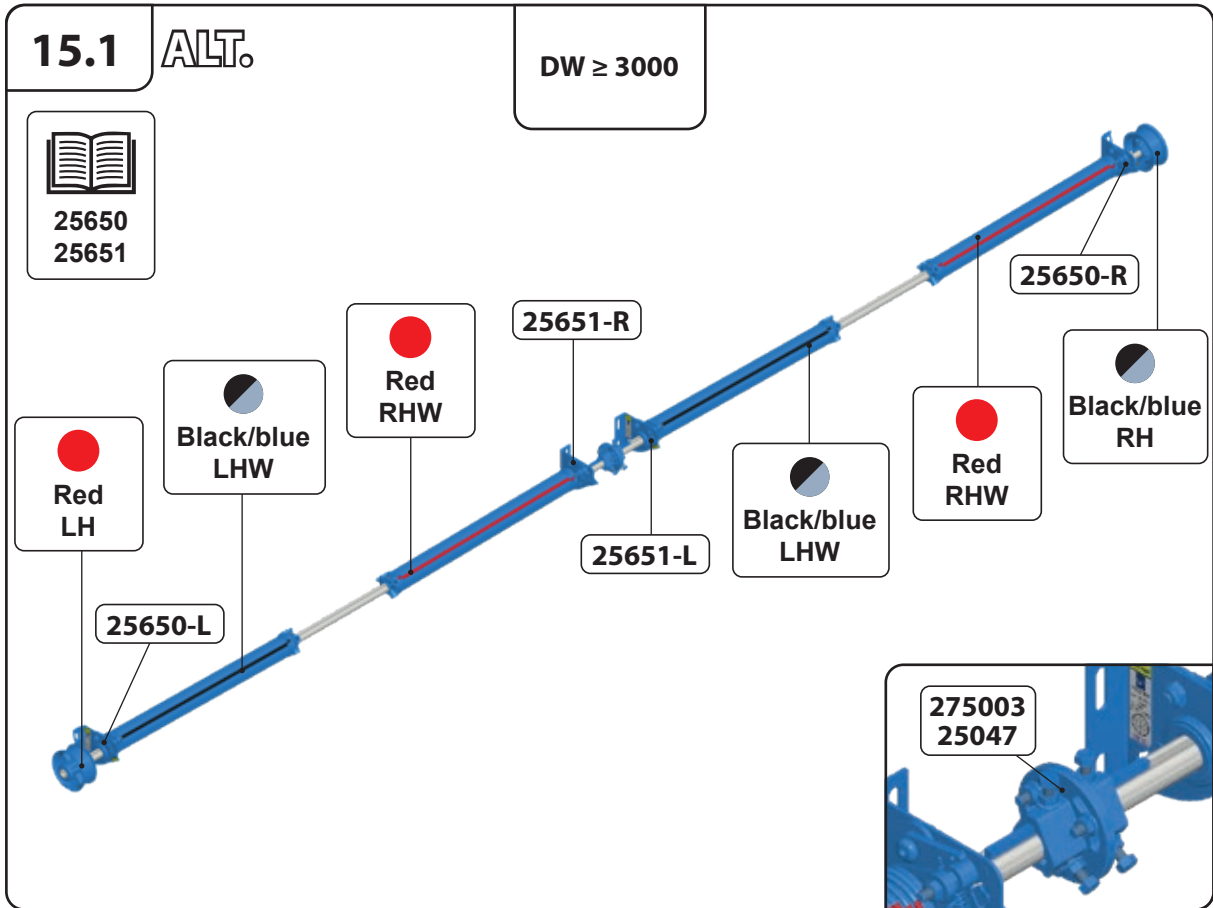 15.1
ALT.
DW ≥ 3000
25650
25651
Red
LH
Black/blue
LHW
Red
RHW
25651-R
25650-R
Black/blue
RH
Red
RHW
Black/blue
LHW
25651-L
25650-L
275003
25047